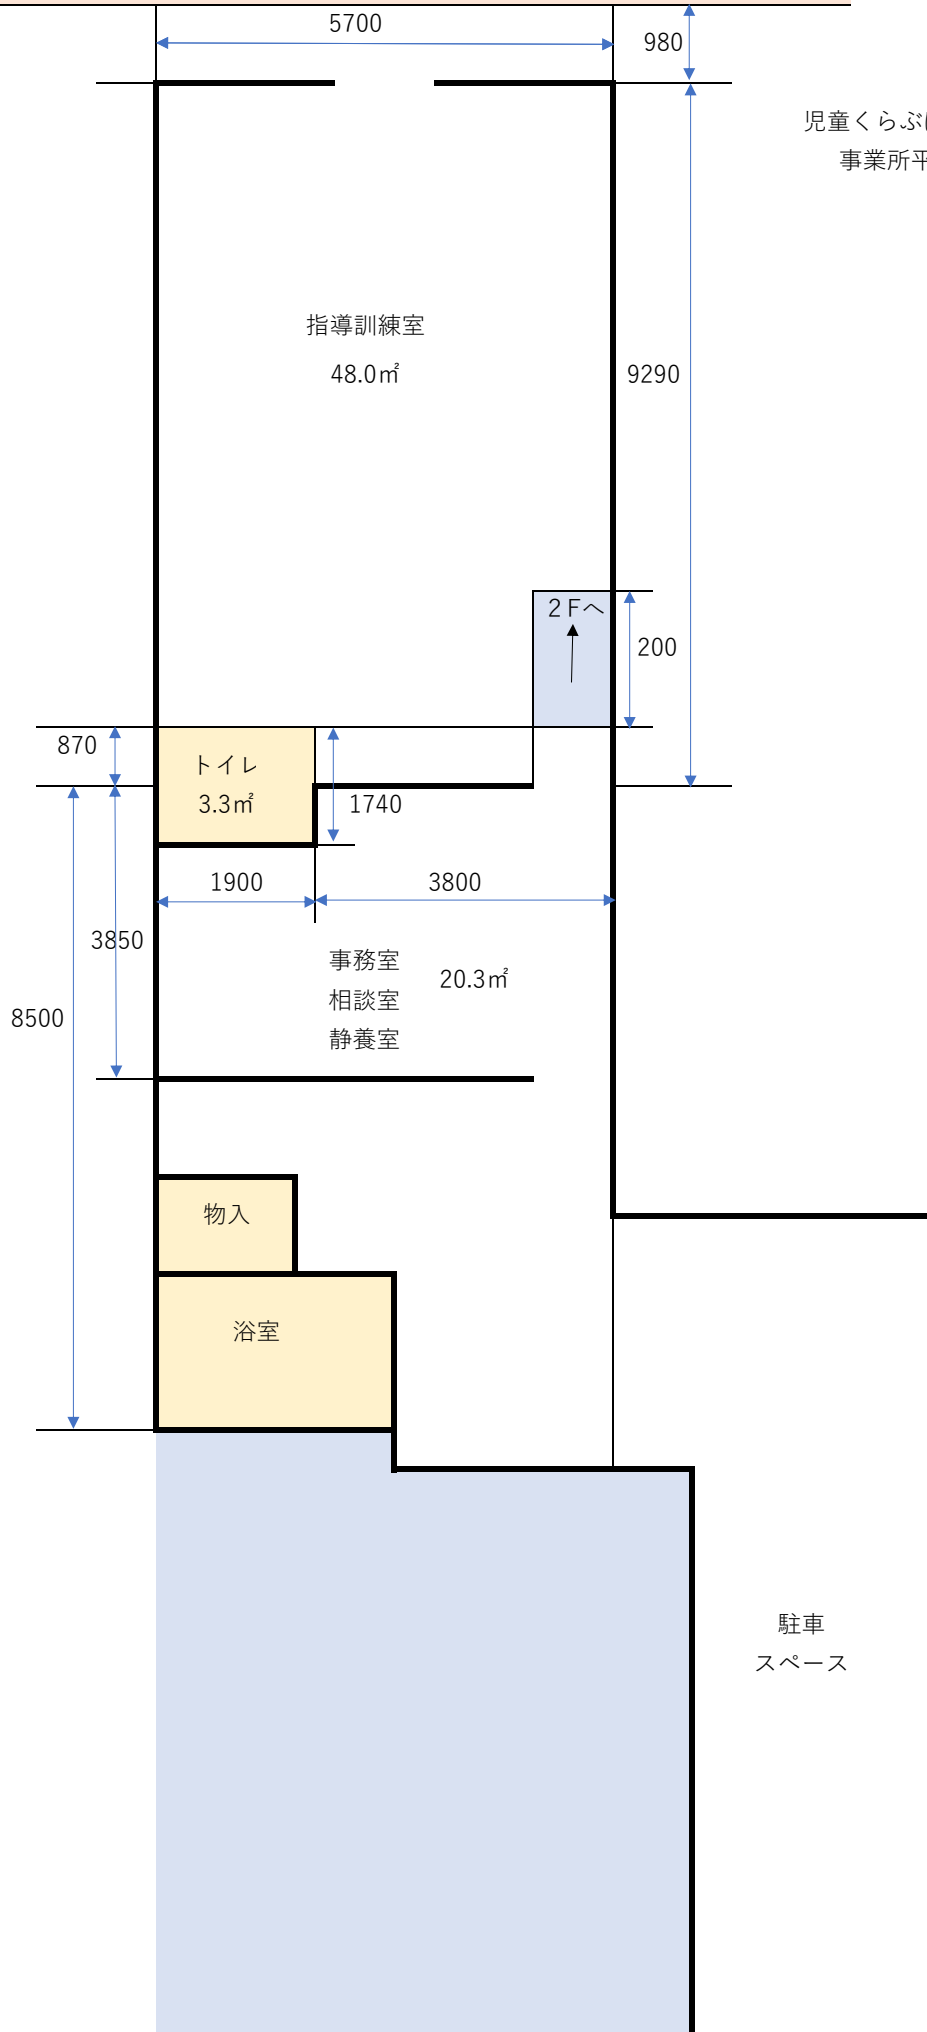 5700
980
児童くらぶ
事業所平
指導訓練室
48.0㎡
9290
２Fへ
200
870
トイレ
3.3㎡
1740
1900
3800
3850
事務室
20.3㎡
相談室
8500
静養室
物入
浴室
駐車
スペース